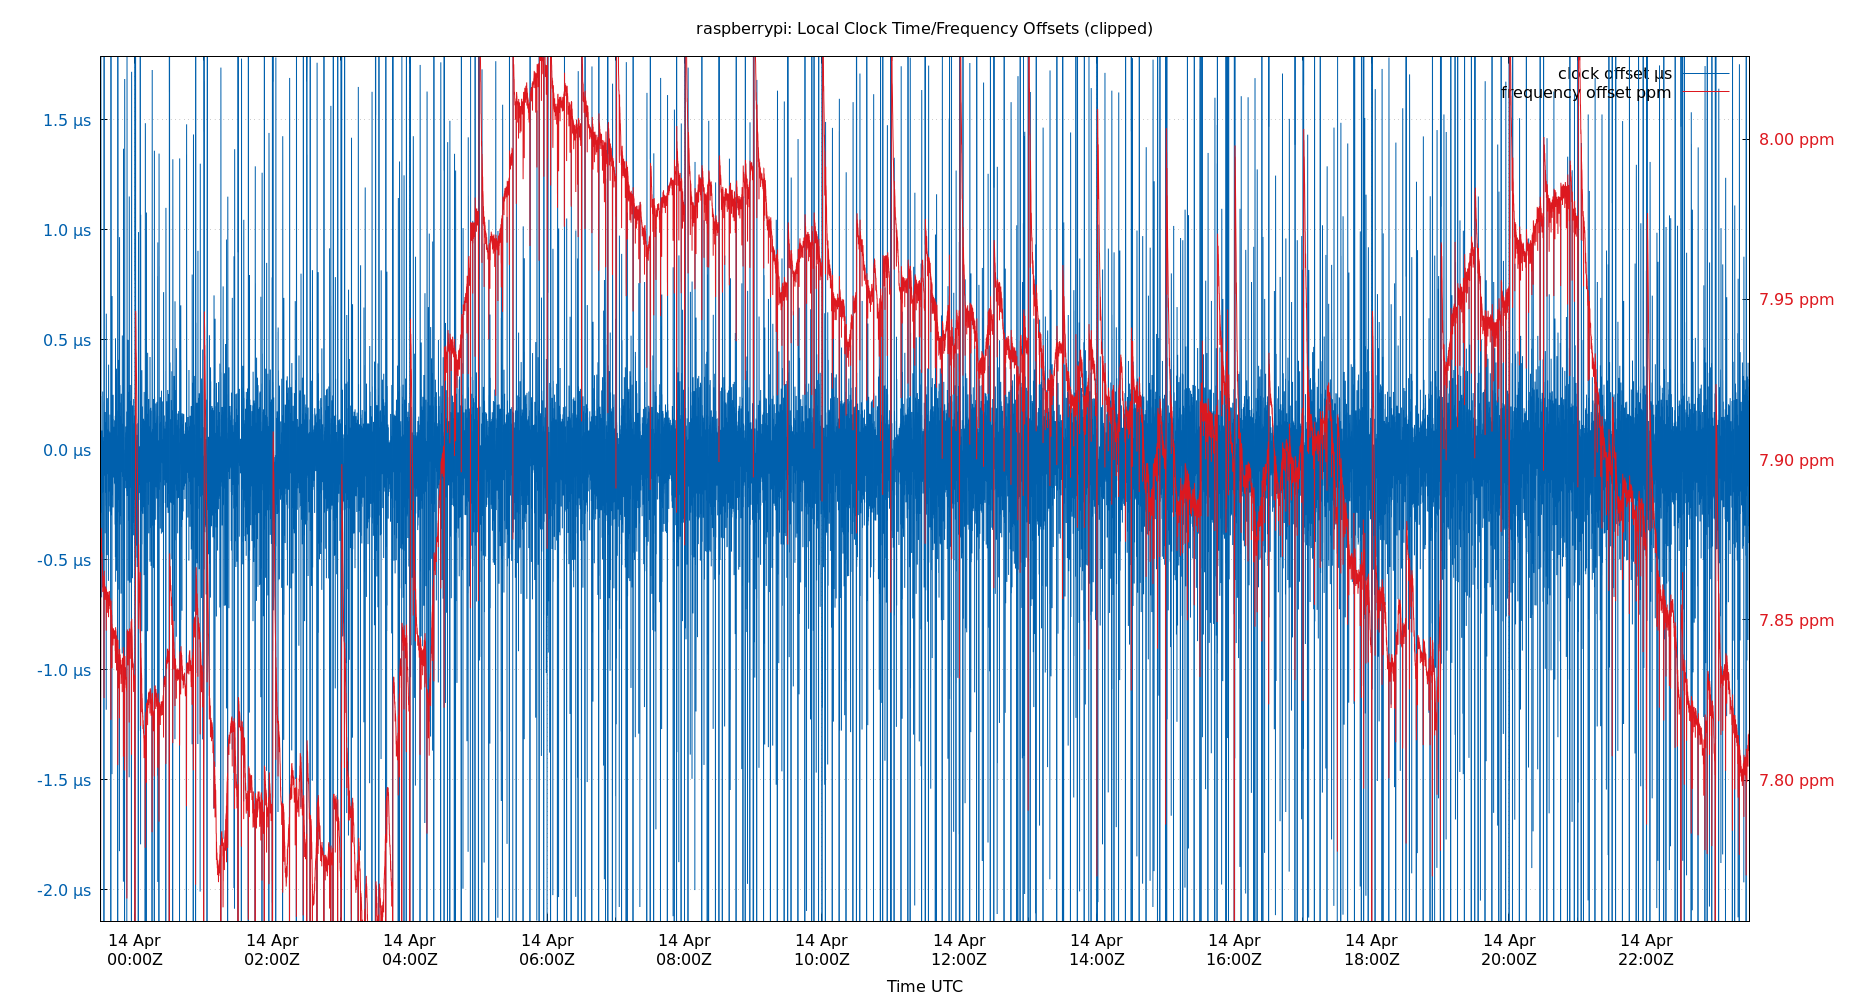 raspberrypi: Local Clock Time/Frequency Offsets (clipped)
clock offset µs
frequency offset ppm
1.5 µs
1.0 µs
0.5 µs
0.0 µs
-0.5 µs
-1.0 µs
-1.5 µs
-2.0 µs
8.00 ppm
7.95 ppm
7.90 ppm
7.85 ppm
7.80 ppm
14 Apr 14 Apr 14 Apr 14 Apr 14 Apr 14 Apr 14 Apr 14 Apr 14 Apr 14 Apr 14 Apr 14 Apr
00:00Z 02:00Z 04:00Z 06:00Z 08:00Z 10:00Z 12:00Z 14:00Z 16:00Z 18:00Z 20:00Z 22:00Z
Time UTC